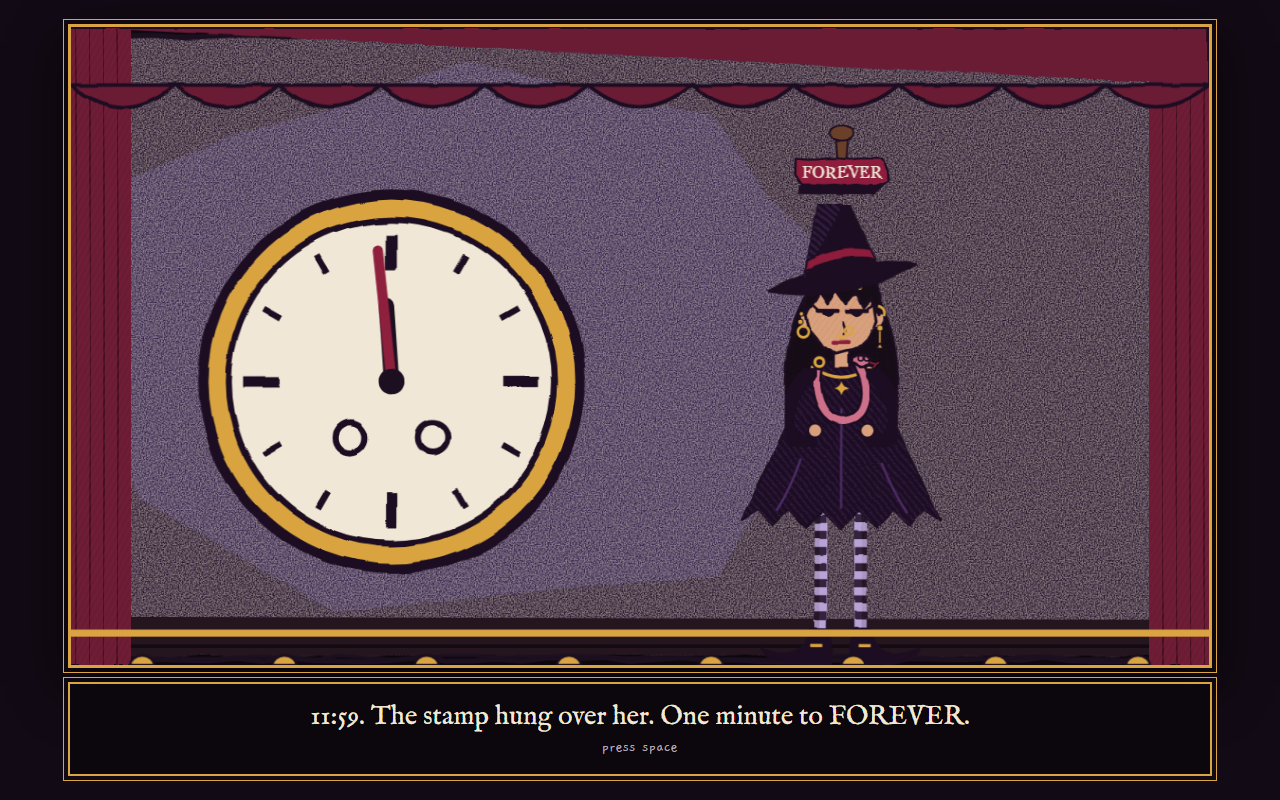 FOREVER
11:59. The stamp hung over her. One minute to FOREVER.
press space